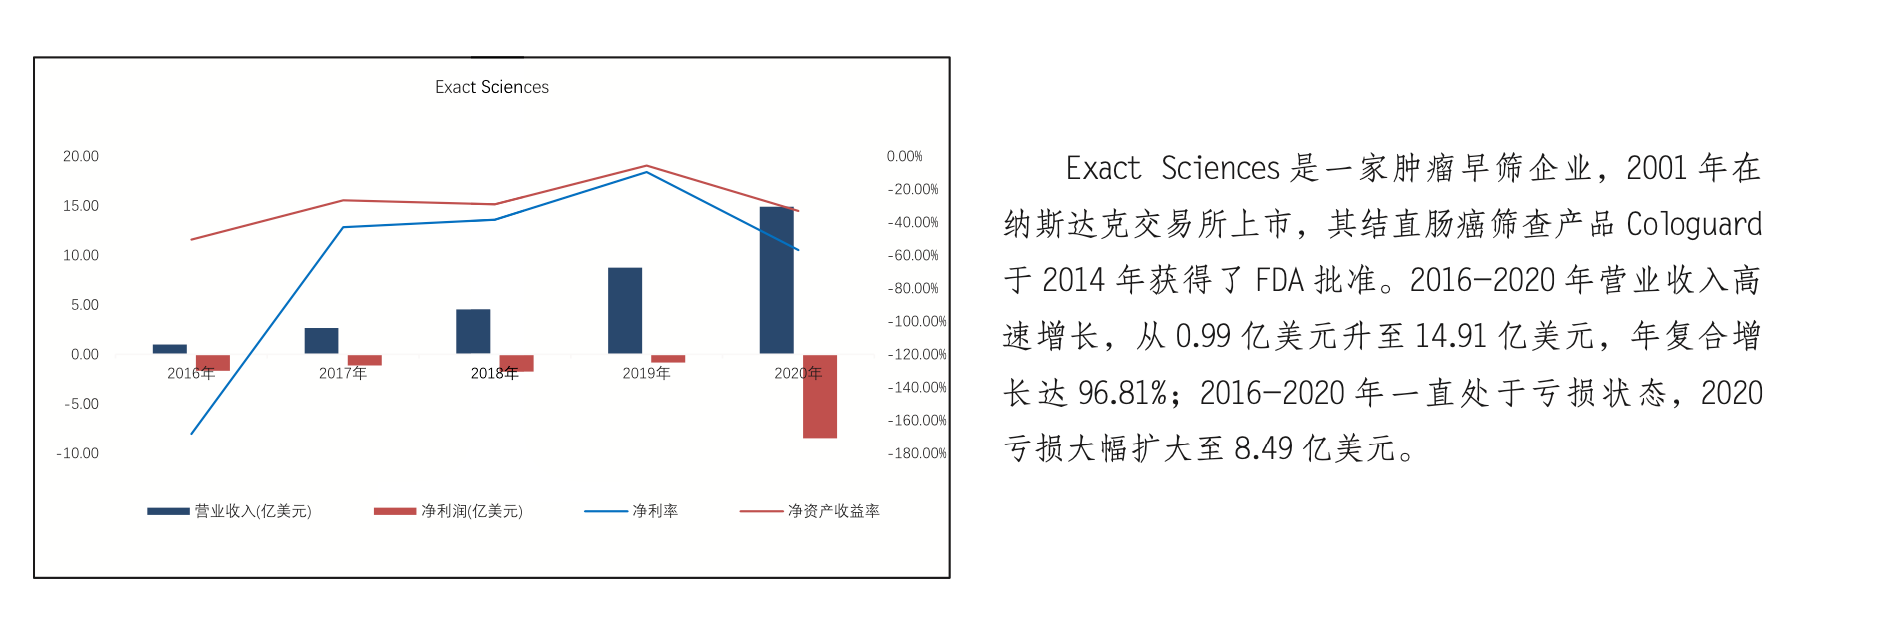 Exact Sciences
20.00
15.00
10.00
5.00
0.00
-5.00
-10.00
0.00%
-20.00%
-40.00%
-60.00%
-80.00%
-100.00%
-120.00%
-140.00%
-160.00%
-180.00%
2016年 2017年 2018年 2019年 2020年
营业收入(亿美元) 净利润(亿美元) 净利率 净资产收益率
Exact Sciences 是一家肿瘤早筛企业，2001 年在
纳斯达克交易所上市，其结直肠癌筛查产品 Cologuard
于 2014 年获得了 FDA 批准。2016-2020 年营业收入高
速增长，从 0.99 亿美元升至 14.91 亿美元，年复合增
长达 96.81%；2016-2020 年一直处于亏损状态，2020
亏损大幅扩大至 8.49 亿美元。